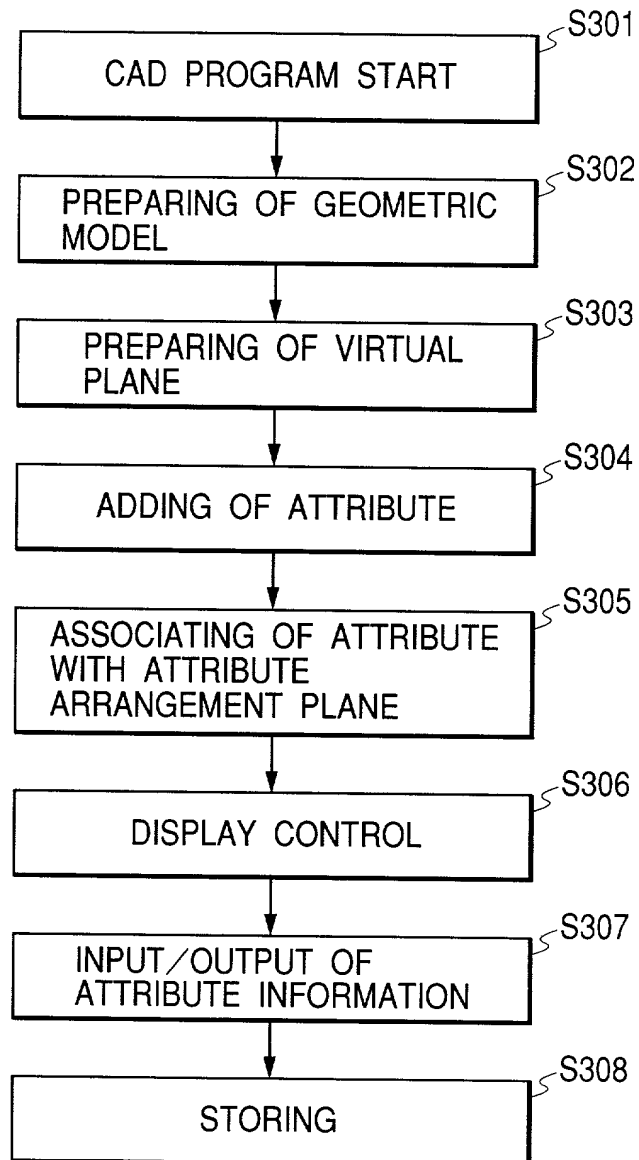 S301
CAD PROGRAM START
S302
PREPARING OF GEOMETRIC
MODEL
S303
PREPARING OF VIRTUAL
PLANE
S304
ADDING OF ATTRIBUTE
S305
ASSOCIATING OF ATTRIBUTE
WITH ATTRIBUTE
ARRANGEMENT PLANE
S306
DISPLAY CONTROL
S307
INPUT/OUTPUT OF
ATTRIBUTE INFORMATION
S308
STORING